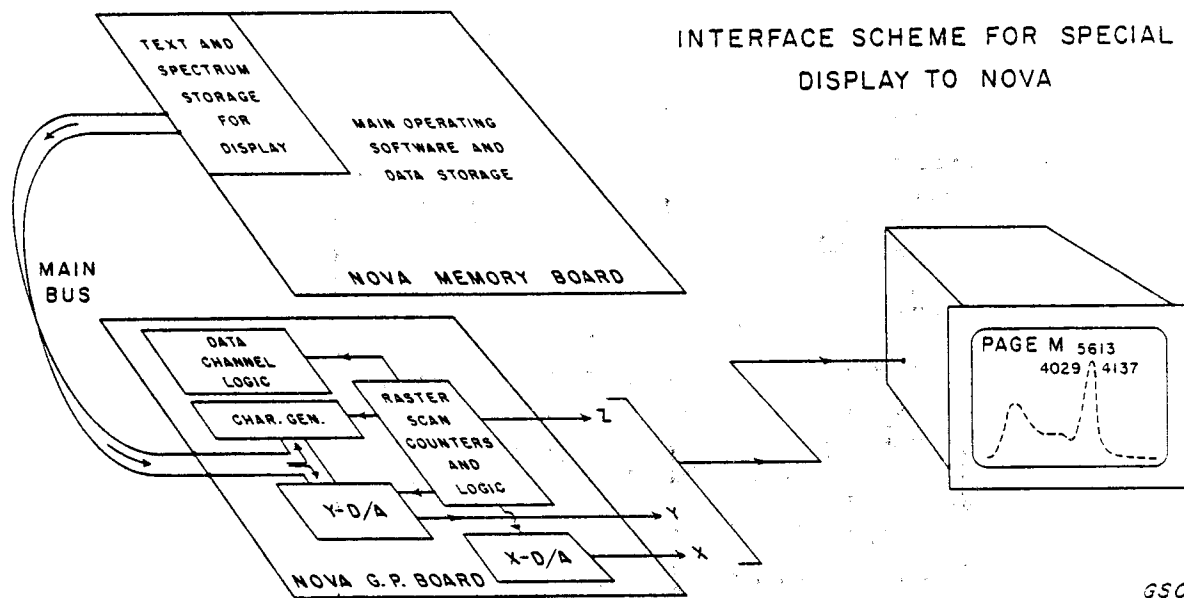 INTERFACE SCHEME FOR SPECIAL
DISPLAY TO NOVA
TEXT AND
SPECTRUM
STORAGE
FOR
DISPLAY
MAIN OPERATING
SOFTWARE AND
DATA STORAGE
NOVA MEMORY BOARD
MAIN
BUS
DATA
CHANNEL
LOGIC
CHAR. GEN.
RASTER
SCAN
COUNTERS
AND
LOGIC
Y-D/A
X-D/A
Z
Y
X
NOVA G.P. BOARD
PAGE M 5613
4029 4137
GSC